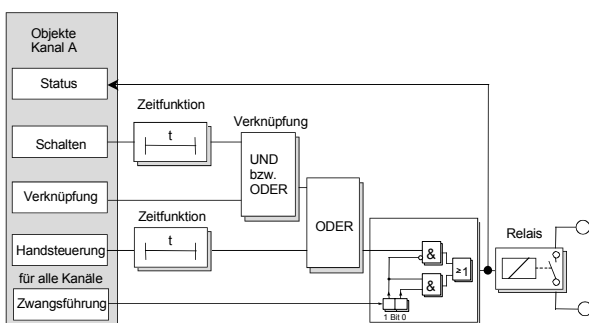 Objekte
Kanal A
Status
Zeitfunktion
Verknüpfung
Schalten
t
UND
bzw.
ODER
Verknüpfung
ODER
Zeitfunktion
Relais
Handsteuerung
t
&
≥1
&
für alle Kanäle
Zwangsführung
1 Bit 0